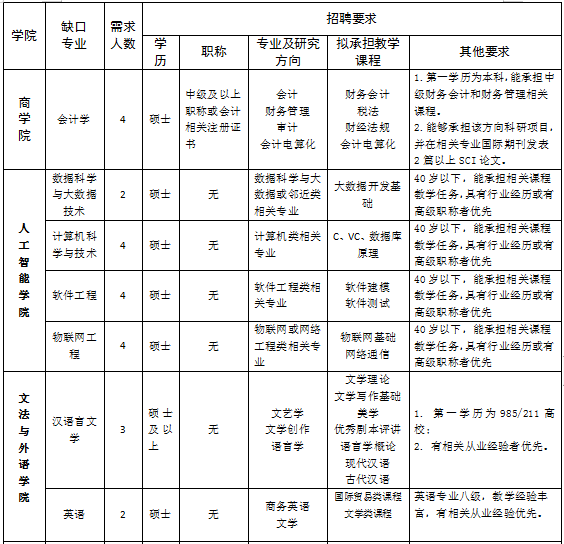 学院
缺口
专业
需求
人数
招聘要求
学
历
职称
专业及研究
方向
拟承担教学
课程
其他要求
商
学
院
会计学
4
硕士
中级及以上
职称或会计
相关注册证
书
会计
财务管理
审计
会计电算化
财务会计
税法
财经法规
会计电算化
1.第一学历为本科,能承担中
级财务会计和财务管理相关
课程。
2.能够承担该方向科研项目,
并在相关专业国际期刊发表
2篇以上SCI论文。
人
工
智
能
学
院
数据科学
与大数据
技术
2
硕士
无
数据科学与大
数据或邻近类
相关专业
大数据开发基
础
40岁以下，能承担相关课程
教学任务,具有行业经历或有
高级职称者优先
计算机科
学与技术
4
硕士
无
计算机类相关
专业
C、VC、数据库
原理
40岁以下，能承担相关课程
教学任务,具有行业经历或有
高级职称者优先
软件工程
4
硕士
无
软件工程类相
关专业
软件建模
软件测试
40岁以下，能承担相关课程
教学任务,具有行业经历或有
高级职称者优先
物联网工
程
4
硕士
无
物联网或网络
工程类相关专
业
物联网基础
网络通信
40岁以下，能承担相关课程
教学任务,具有行业经历或有
高级职称者优先
文
法
与
外
语
学
院
汉语言文
学
3
硕士
及以
上
无
文艺学
文学创作
语言学
文学理论
文学写作基础
美学
优秀剧本评讲
语言学概论
现代汉语
古代汉语
1. 第一学历为985/211高
校;
2. 有相关从业经验者优先。
英语
2
硕士
无
商务英语
文学
国际贸易类课程
文学类课程
英语专业八级，教学经验丰
富，有相关从业经验优先。